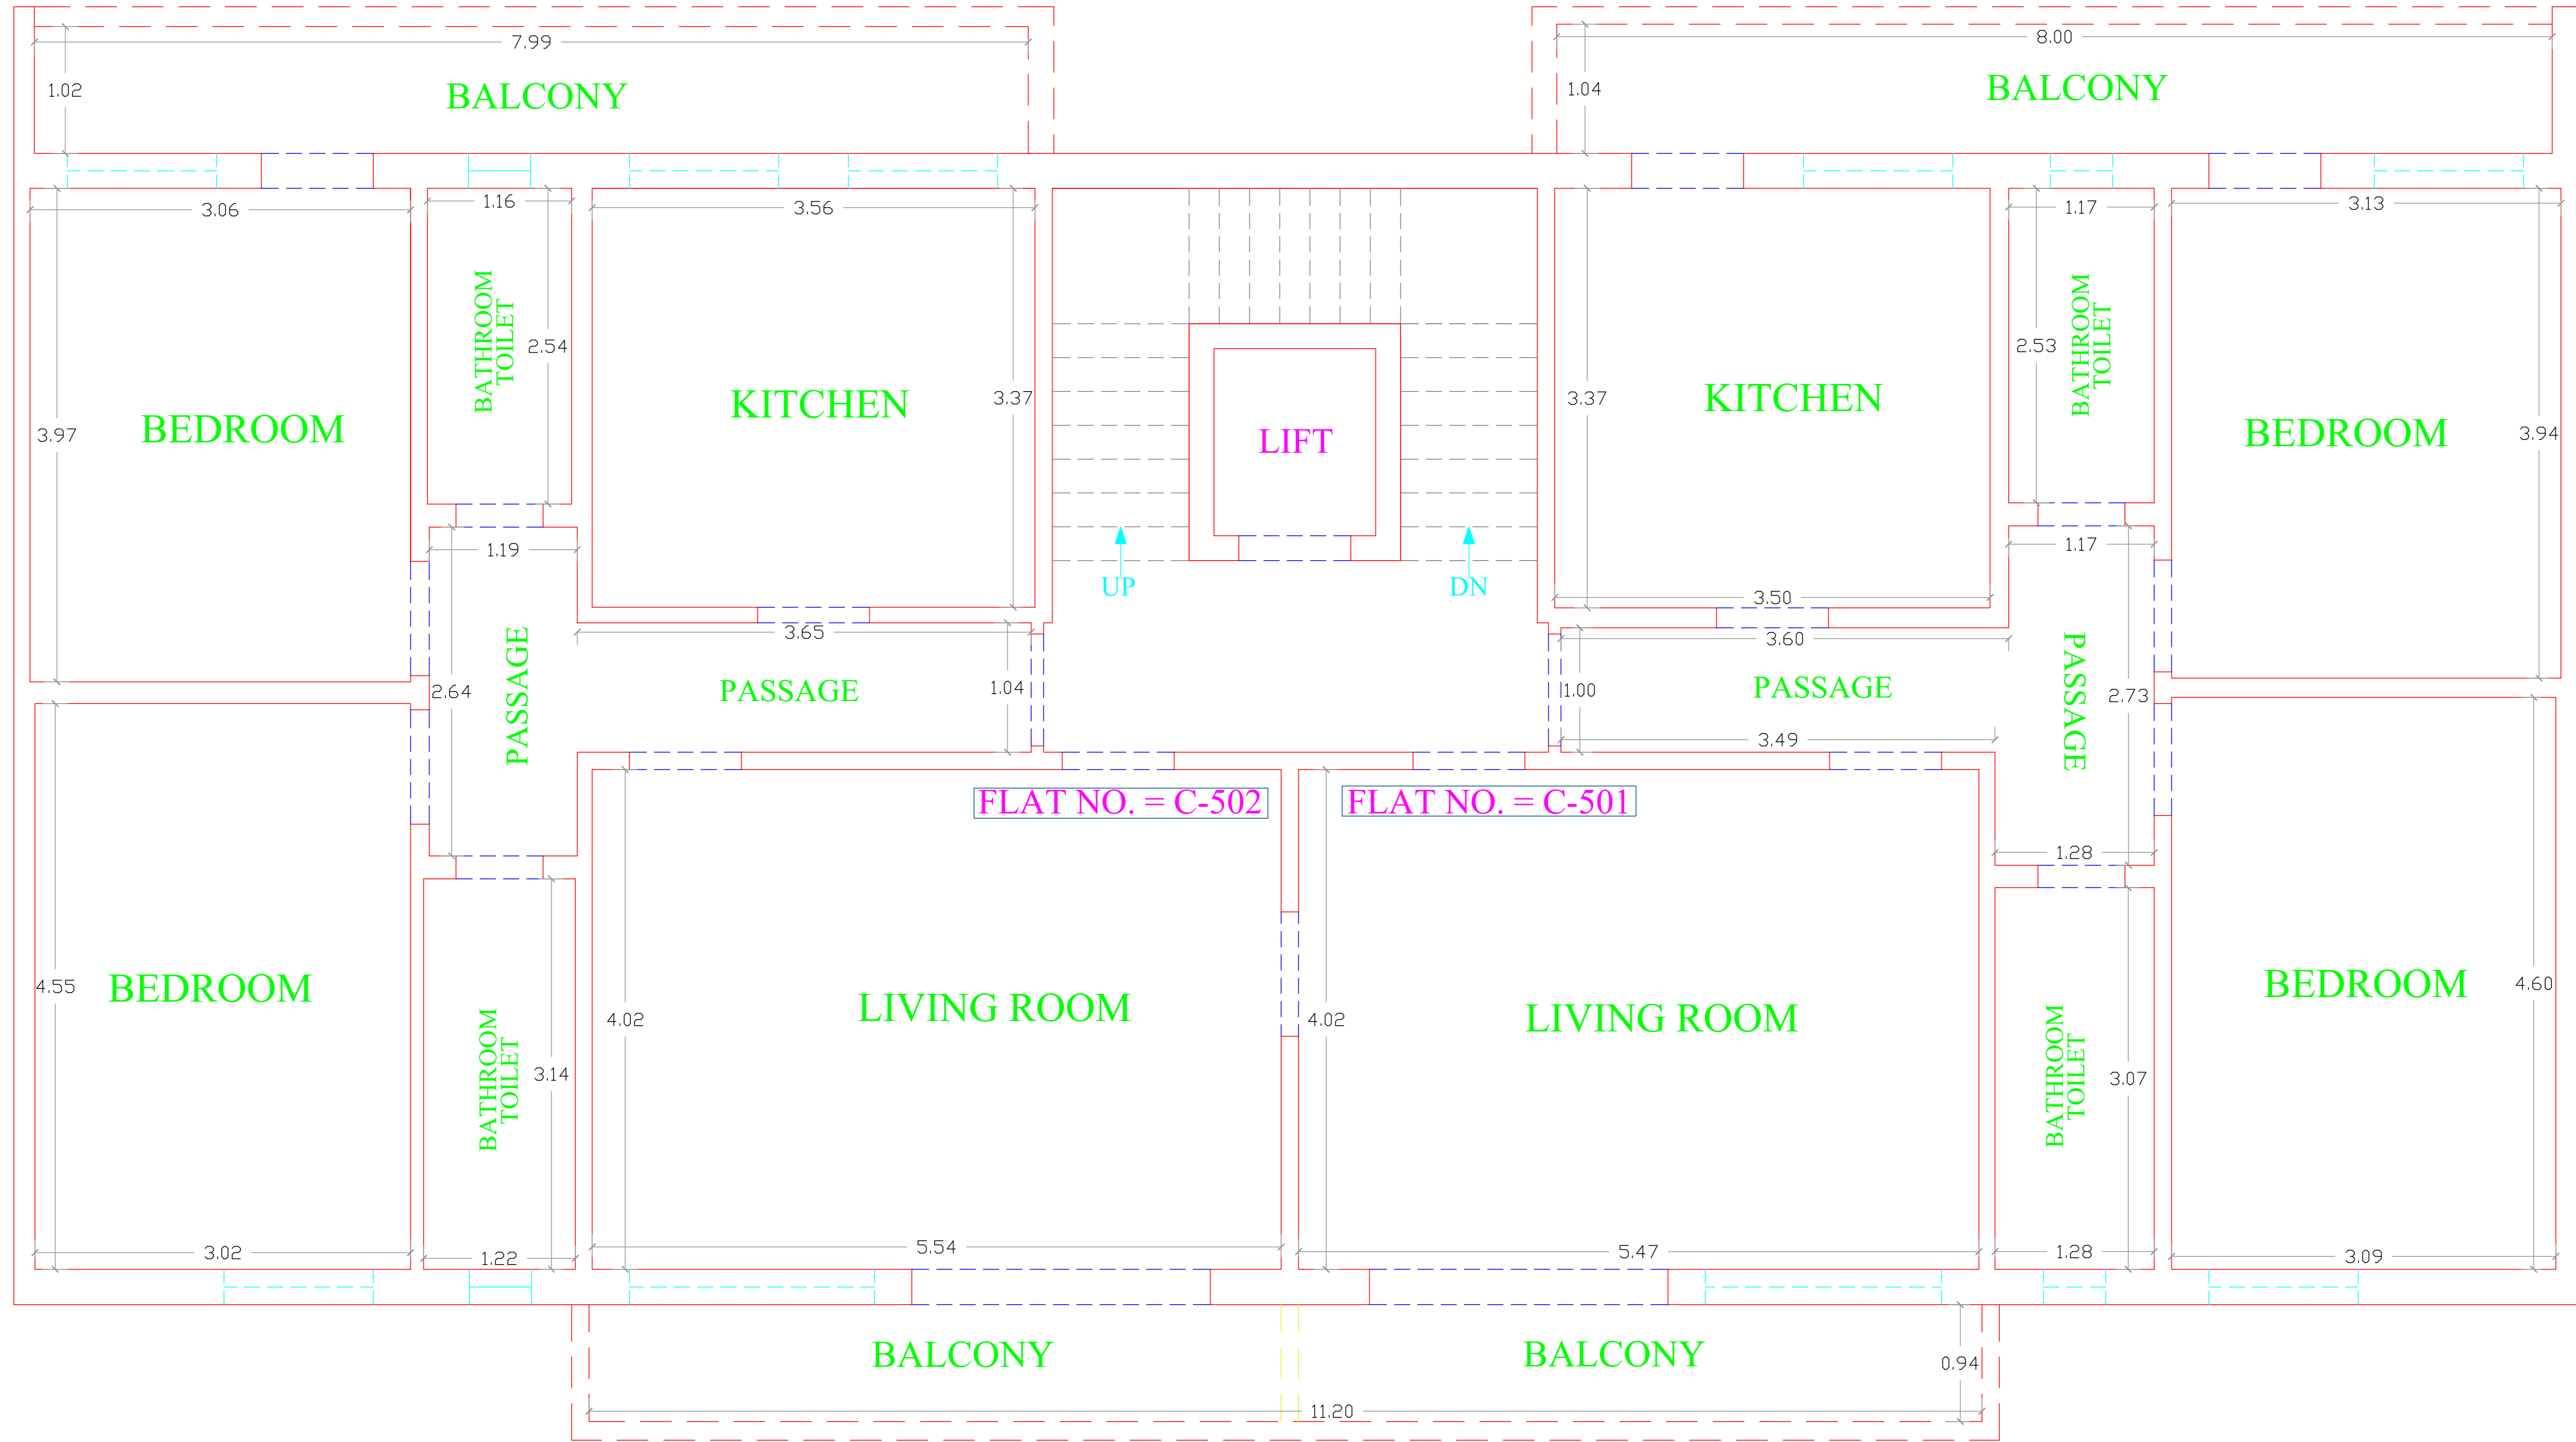 7.99
8.00
1.02
BALCONY
1.04
BALCONY
3.06
1.16
3.56
1.17
3.13
BATHROOM
TOILET
2.54
KITCHEN
3.37
3.37
KITCHEN
2.53
BATHROOM
TOILET
3.97
BEDROOM
LIFT
BEDROOM
3.94
1.19
1.17
UP
DN
3.50
3.65
3.60
2.64
PASSAGE
PASSAGE
1.04
1.00
PASSAGE
PASSAGE
2.73
3.49
FLAT NO. = C-502
FLAT NO. = C-501
1.28
4.55
BEDROOM
BATHROOM
TOILET
3.14
4.02
LIVING ROOM
4.02
LIVING ROOM
BATHROOM
TOILET
3.07
BEDROOM
4.60
3.02
1.22
5.54
5.47
1.28
3.09
BALCONY
BALCONY
0.94
11.20